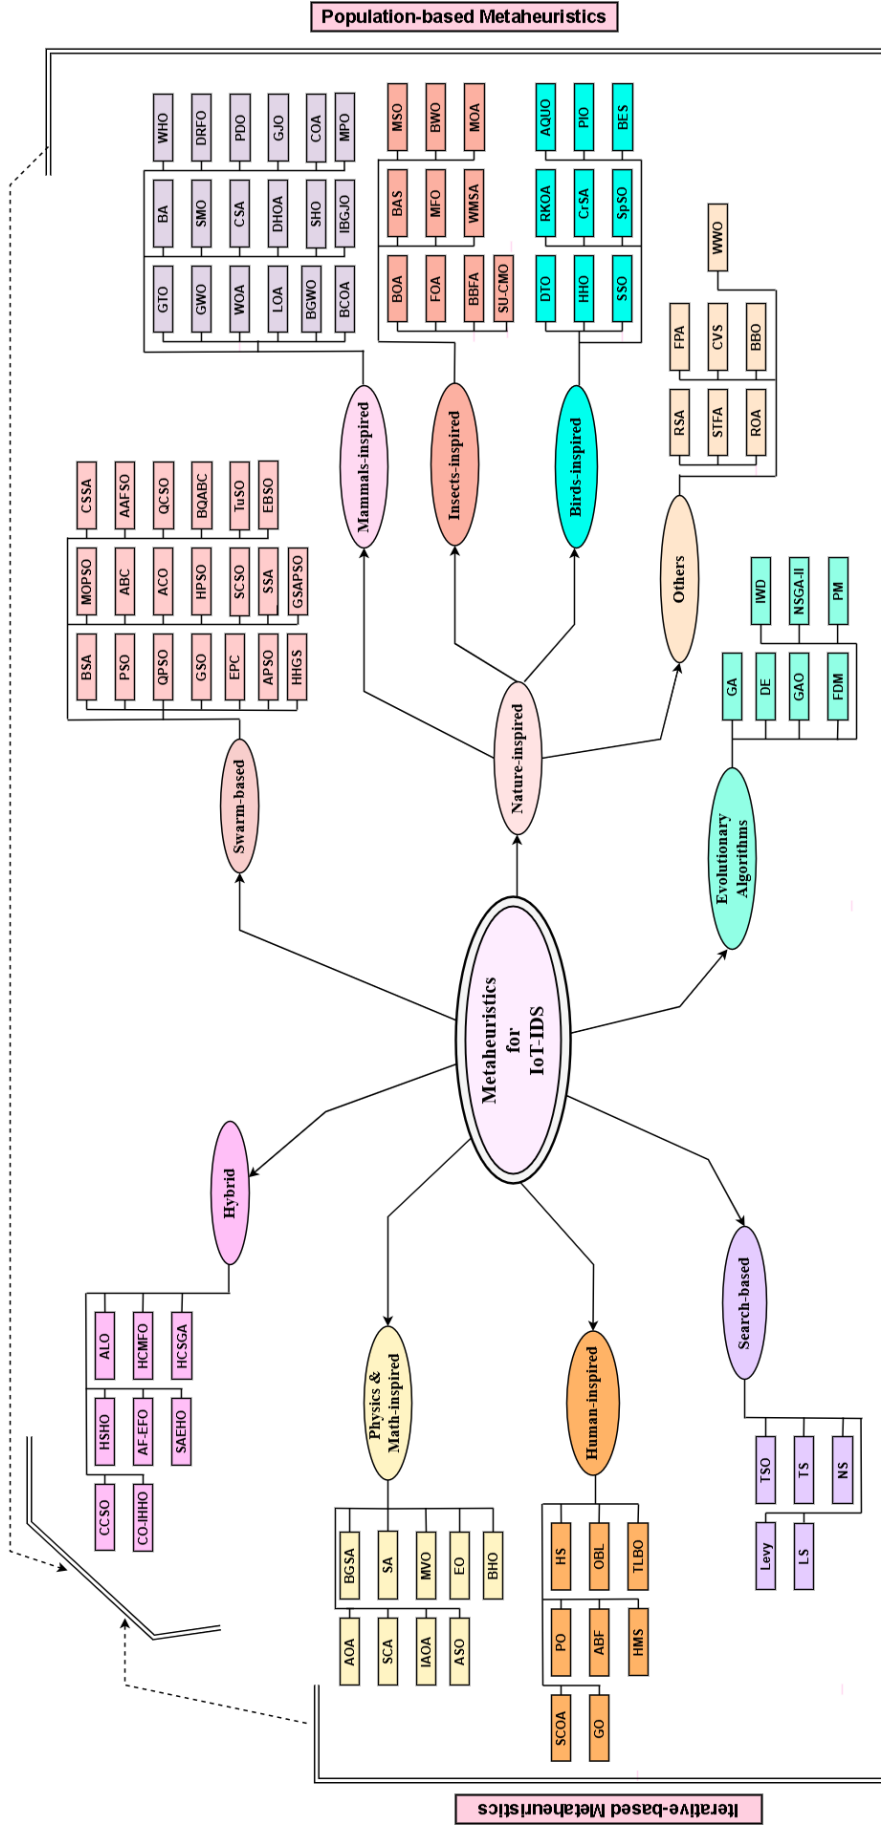 Population-based Metaheuristics
WHO
DRFO
PDO
GJO
COA
MPO
BA
SMO
CSA
DHOA
SHO
IBGJO
GTO
GWO
WOA
LOA
BGWO
BCOA
Mammals-inspired
MSO
BWO
MOA
BAS
MFO
WMSA
BOA
FOA
BBFA
SU-CMO
Insects-inspired
AQUO
PIO
BES
RKOA
CrSA
SpSO
DTO
HHO
SSO
Birds-inspired
WWO
FPA
CVS
BBO
RSA
STFA
ROA
Others
CSSA
AAFSO
QCSO
BQABC
TuSO
EBSO
MOPSO
ABC
ACO
HPSO
SCSO
SSA
GSAPSO
BSA
PSO
QPSO
GSO
EPC
APSO
HHGS
Swarm-based
Nature-inspired
IWD
NSGA-II
PM
GA
DE
GAO
FDM
Evolutionary
Algorithms
Metaheuristics
for
IoT-IDS
Hybrid
ALO
HCMFO
HCSGA
HSHO
AF-EFO
SAEHO
CCSO
CO-IHHO
Physics &
Math-inspired
BGSA
SA
MVO
EO
BHO
AOA
SCA
IAOA
ASO
Human-inspired
HS
OBL
TLBO
PO
ABF
HMS
SCOA
GO
Search-based
TSO
TS
NS
Levy
LS
Iterative-based Metaheuristics